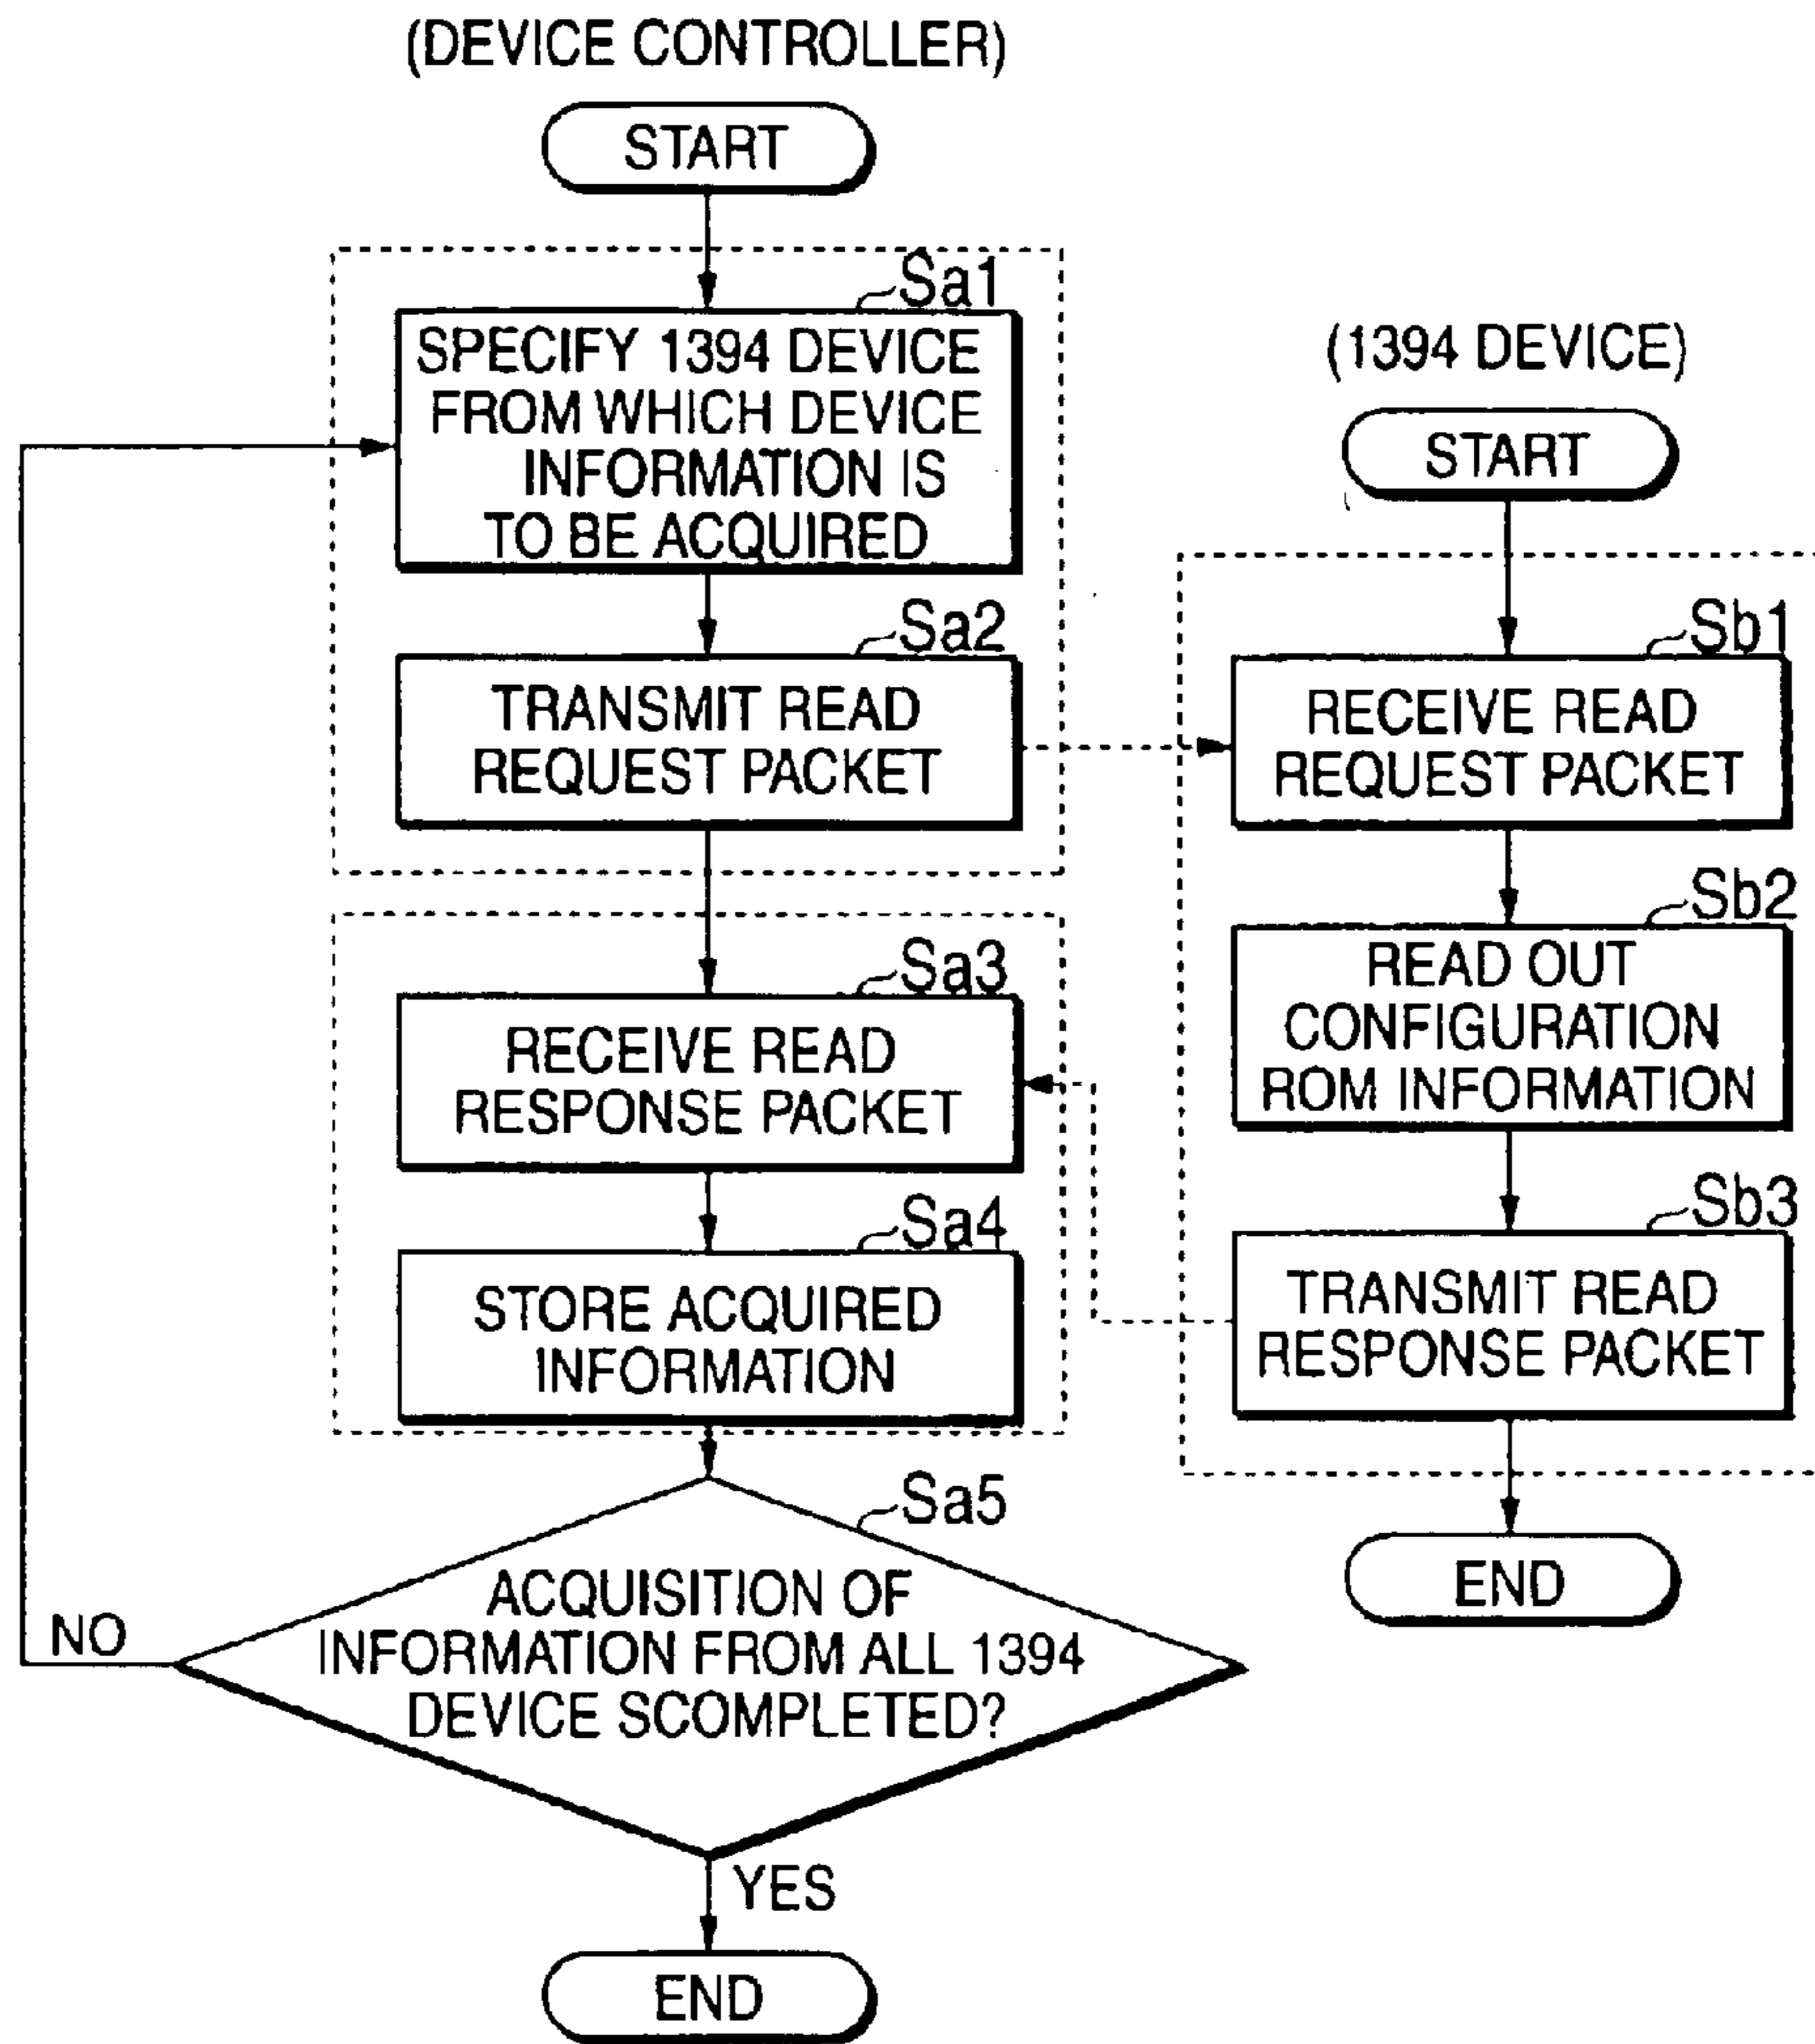 (DEVICE CONTROLLER)
START
Sa1
SPECIFY 1394 DEVICE
FROM WHICH DEVICE
INFORMATION IS
TO BE ACQUIRED
Sa2
TRANSMIT READ
REQUEST PACKET
Sa3
RECEIVE READ
RESPONSE PACKET
Sa4
STORE ACQUIRED
INFORMATION
Sa5
ACQUISITION OF
INFORMATION FROM ALL 1394
DEVICE SCOMPLETED?
NO
YES
END
(1394 DEVICE)
START
Sb1
RECEIVE READ
REQUEST PACKET
Sb2
READ OUT
CONFIGURATION
ROM INFORMATION
Sb3
TRANSMIT READ
RESPONSE PACKET
END